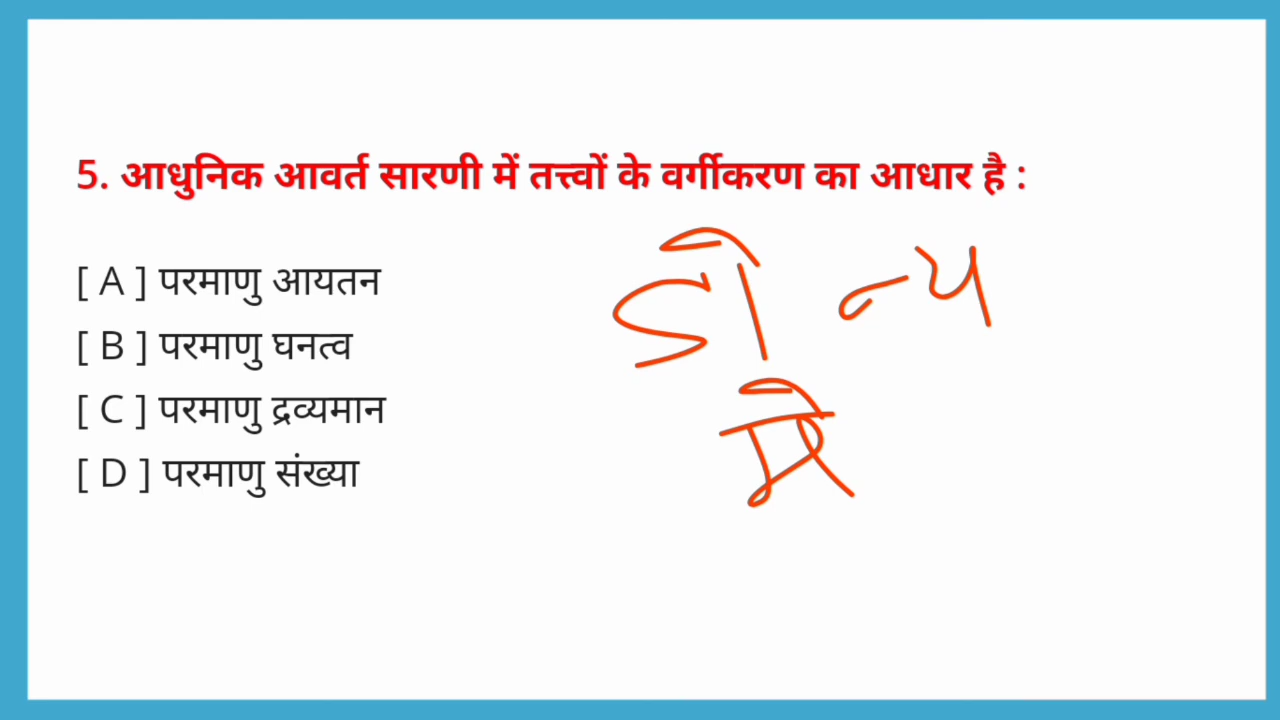 5. आधुनिक आवर्त सारणी में तत्त्वों के वर्गीकरण का आधार है :
[ A ] परमाणु आयतन
[ B ] परमाणु घनत्व
[ C ] परमाणु द्रव्यमान
[ D ] परमाणु संख्या